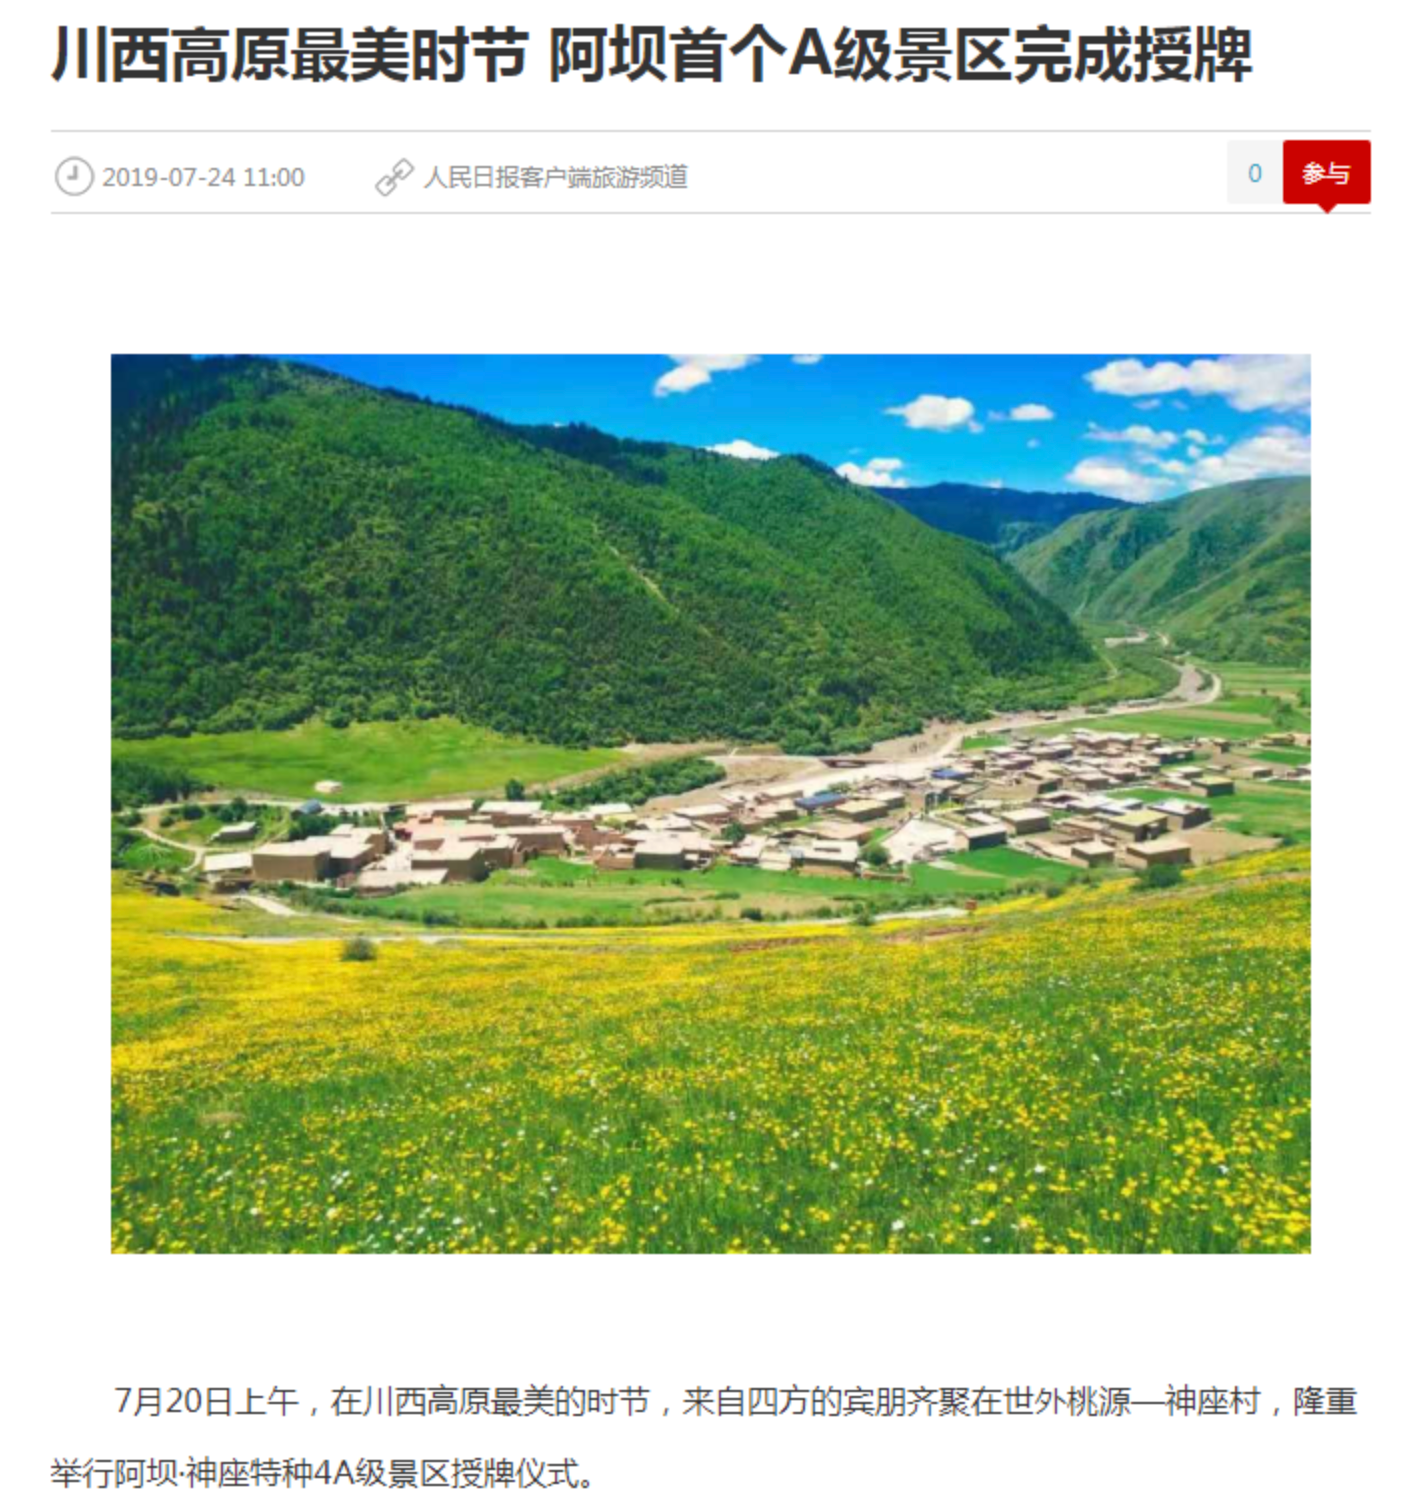 川西高原最美时节 阿坝首个A级景区完成授牌
2019-07-24 11:00 人民日报客户端旅游频道 0 参与
7月20日上午，在川西高原最美的时节，来自四方的宾朋齐聚在世外桃源—神座村，隆重
举行阿坝·神座特种4A级景区授牌仪式。